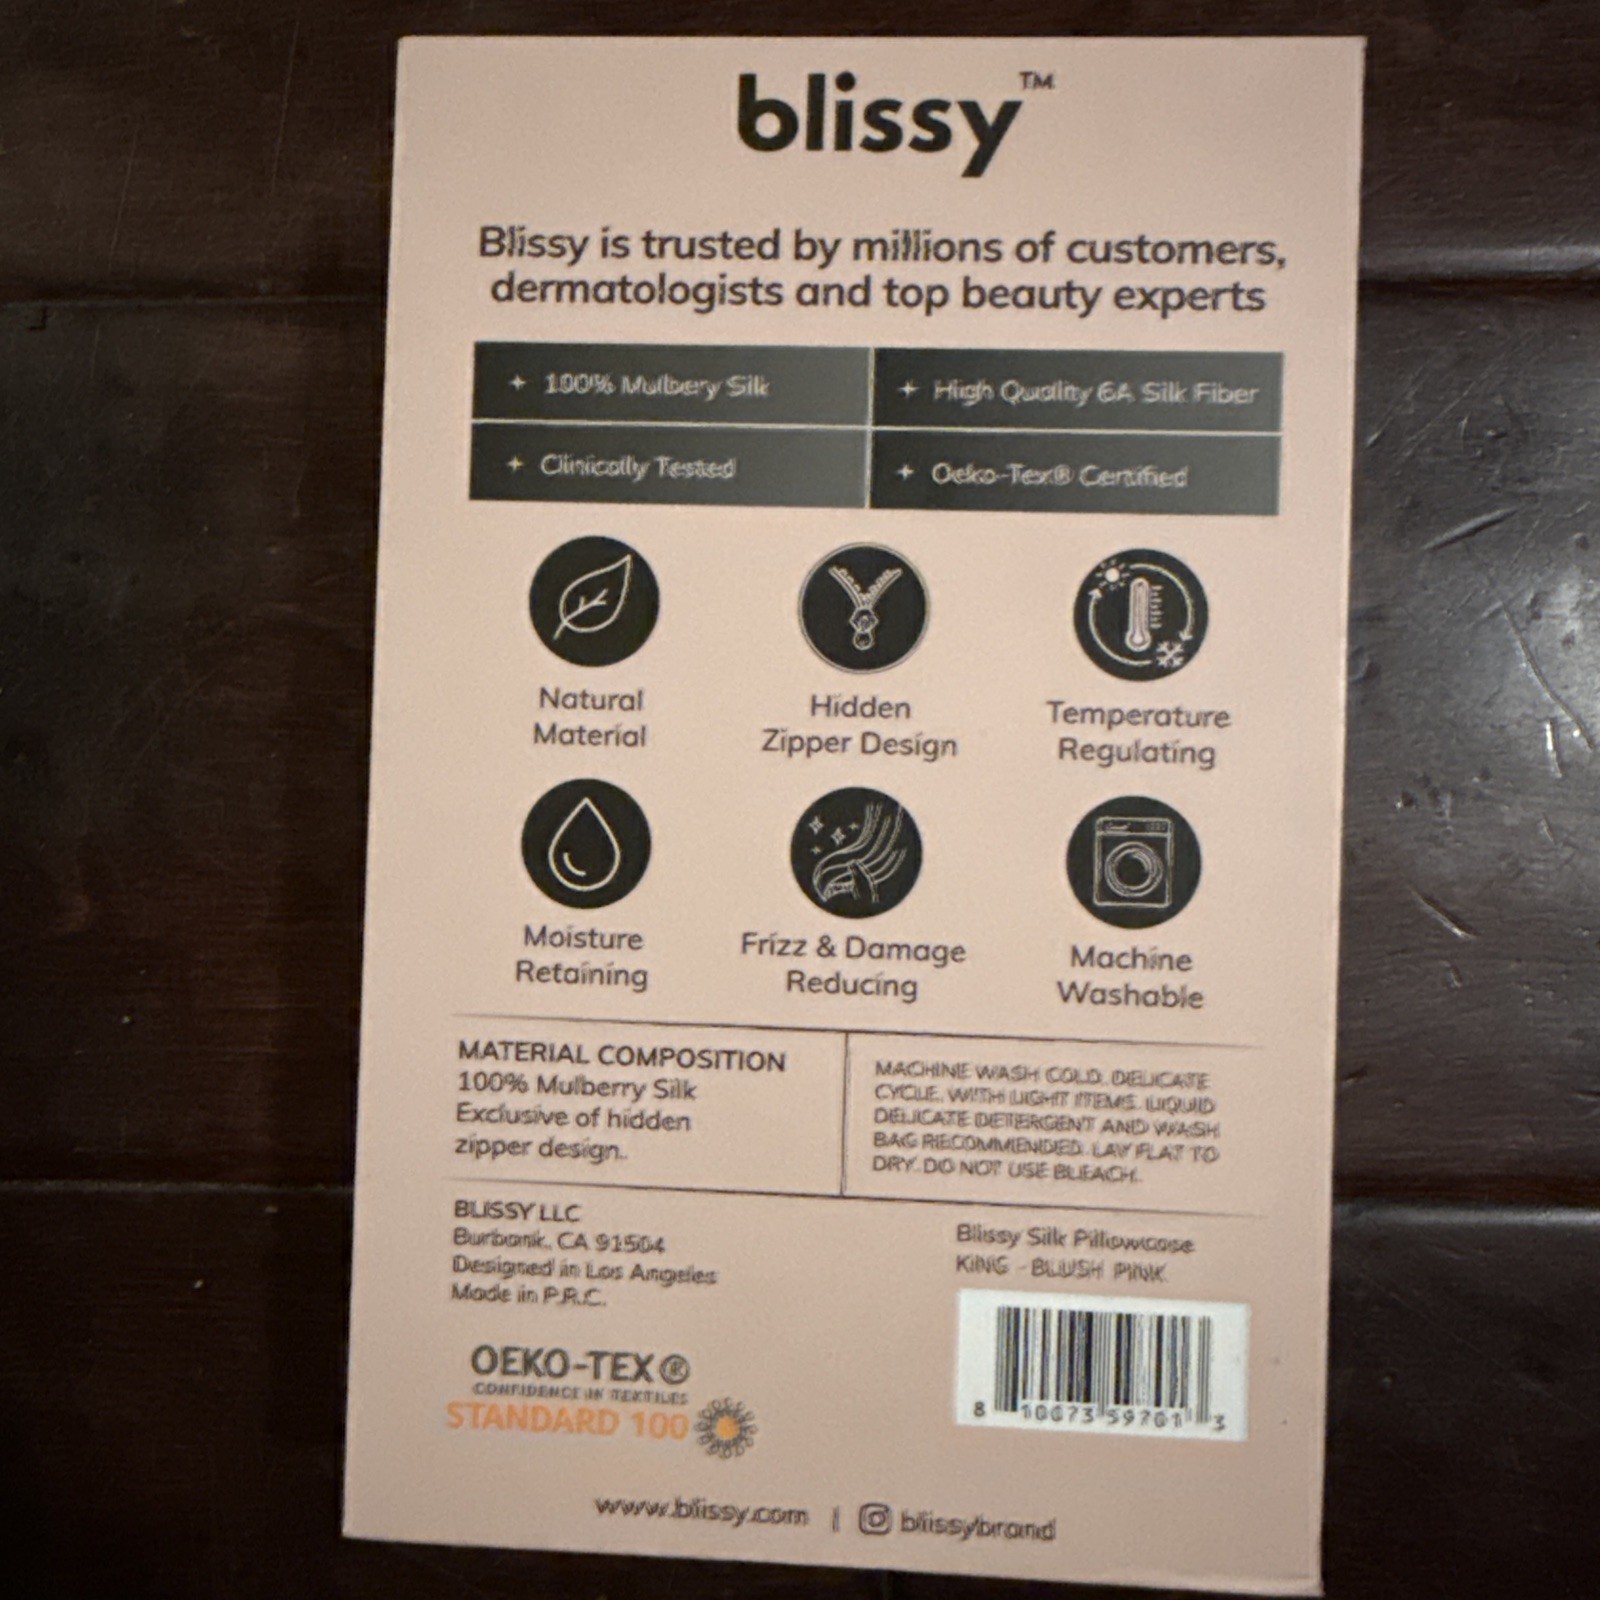 blissy™
Blissy is trusted by millions of customers,
dermatologists and top beauty experts
100% Mulbery Silk
High Quality 6A Silk Fiber
Clinically Tested
Oeko-Tex® Certified
Natural
Material
Hidden
Zipper Design
Temperature
Regulating
Moisture
Retaining
Frizz & Damage
Reducing
Machine
Washable
MATERIAL COMPOSITION
100% Mulberry Silk
Exclusive of hidden
zipper design.
MACHINE WASH COLD. DELICATE
CYCLE. WITH LIGHT ITEMS. LIQUID
DELICATE DETERGENT AND WASH
BAG RECOMMENDED. LAY FLAT TO
DRY. DO NOT USE BLEACH.
BLISSY LLC
Burbank, CA 91504
Designed in Los Angeles
Made in P.R.C.
Blissy Silk Pillowcase
KING - BLUSH PINK
8 10073 59701 3
OEKO-TEX®
CONFIDENCE IN TEXTILES
STANDARD 100
www.blissy.com | blissybrand